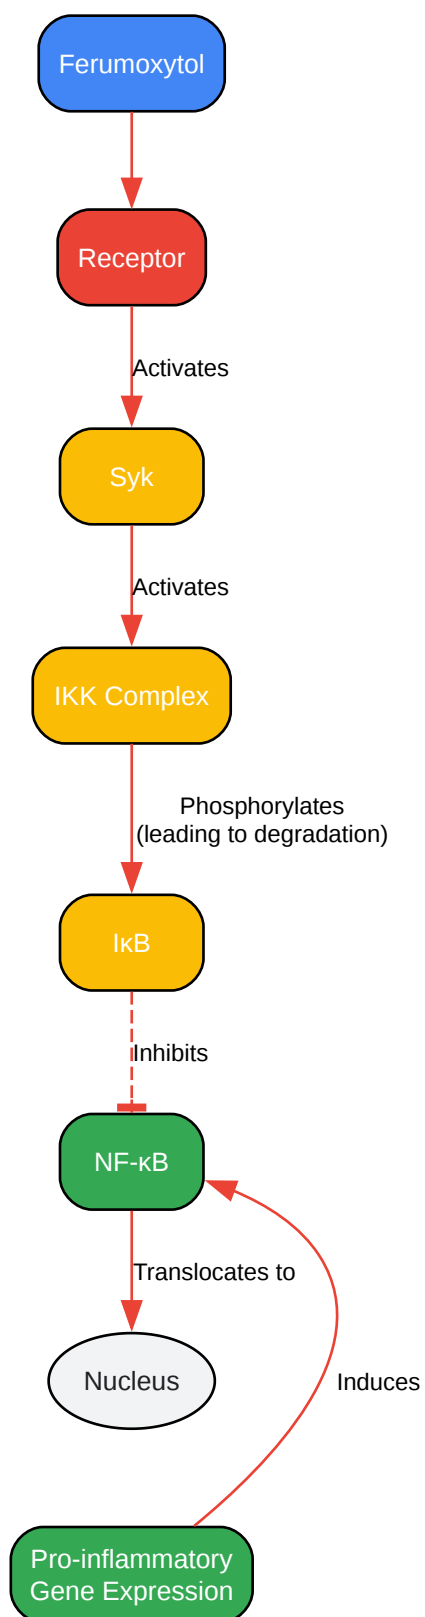 Ferumoxytol
Receptor
Activates
Syk
Activates
IKK Complex
Phosphorylates
(leading to degradation)
IκB
Inhibits
NF-κB
Translocates to
Nucleus
Induces
Pro-inflammatory
Gene Expression